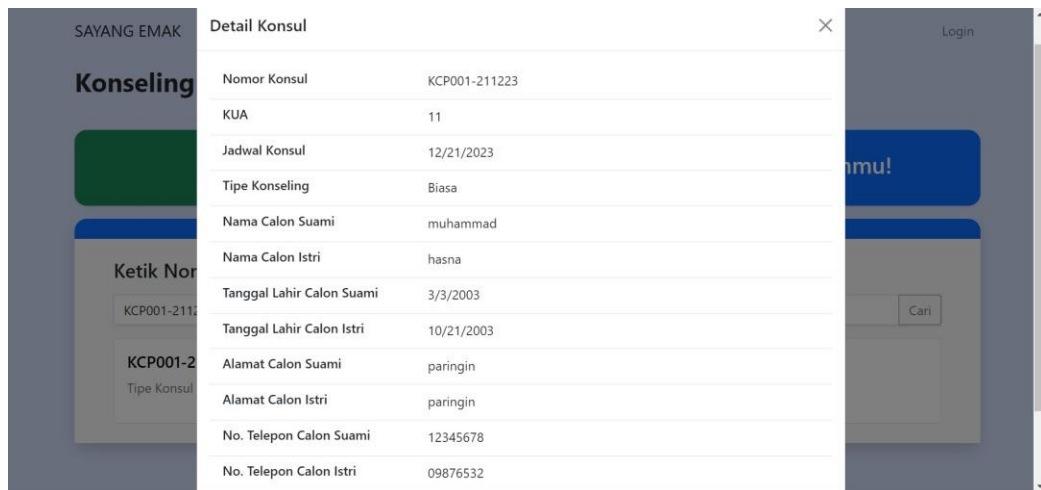 SAYANG EMAK
Login
Konseling
nmu!
Ketik Nor
KCP001-2112
Cari
KCP001-2
Tipe Konsul
Detail Konsul
Nomor Konsul KCP001-211223
KUA 11
Jadwal Konsul 12/21/2023
Tipe Konseling Biasa
Nama Calon Suami muhammad
Nama Calon Istri hasna
Tanggal Lahir Calon Suami 3/3/2003
Tanggal Lahir Calon Istri 10/21/2003
Alamat Calon Suami paringin
Alamat Calon Istri paringin
No. Telepon Calon Suami 12345678
No. Telepon Calon Istri 09876532